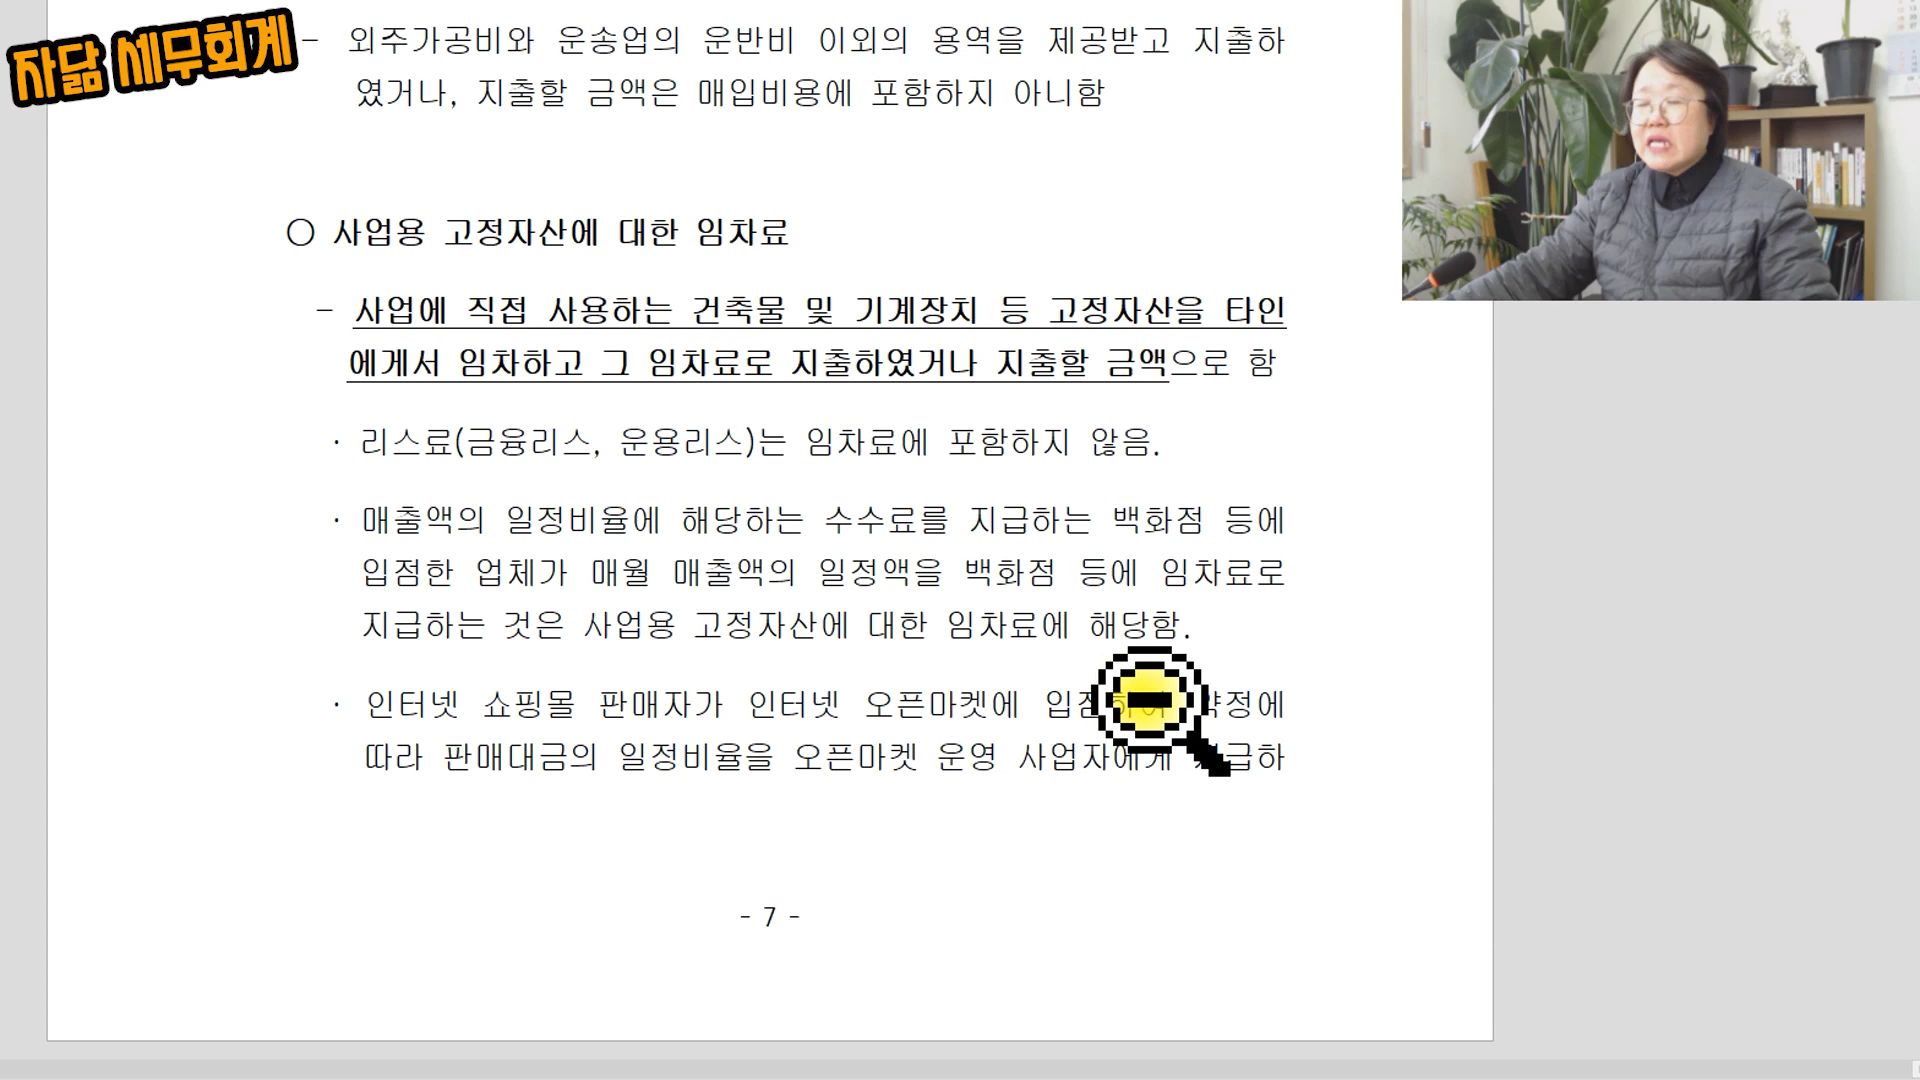 자닮 세무회계
- 외주가공비와 운송업의 운반비 이외의 용역을 제공받고 지출하
였거나, 지출할 금액은 매입비용에 포함하지 아니함
○ 사업용 고정자산에 대한 임차료
- 사업에 직접 사용하는 건축물 및 기계장치 등 고정자산을 타인
에게서 임차하고 그 임차료로 지출하였거나 지출할 금액으로 함
· 리스료(금융리스, 운용리스)는 임차료에 포함하지 않음.
· 매출액의 일정비율에 해당하는 수수료를 지급하는 백화점 등에
입점한 업체가 매월 매출액의 일정액을 백화점 등에 임차료로
지급하는 것은 사업용 고정자산에 대한 임차료에 해당함.
· 인터넷 쇼핑몰 판매자가 인터넷 오픈마켓에 입점하여 약정에
따라 판매대금의 일정비율을 오픈마켓 운영 사업자에게 지급하
- 7 -